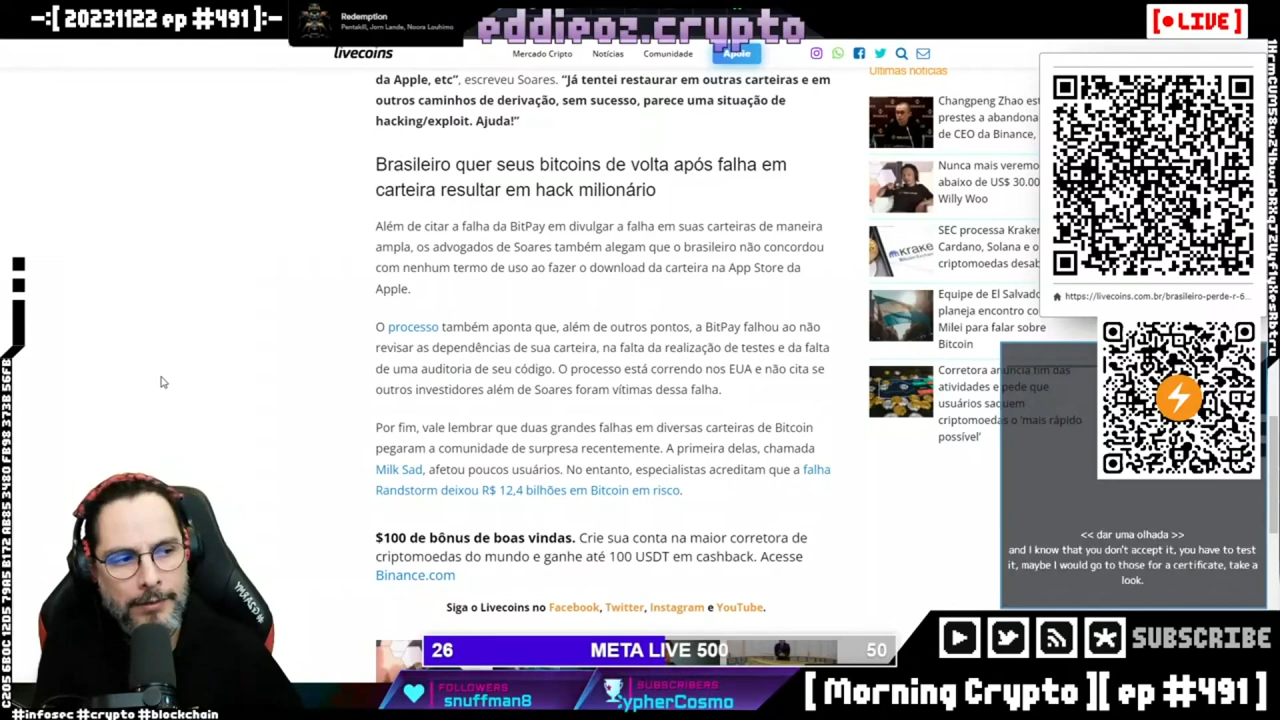 -:[ 20231122 ep #491 ]:-
Redemption
Pentakill, Jorn Lande, Noora Louhimo
eddieoz.crypto
[ • LIVE ]
livecoins
Mercado Cripto
Notícias
Comunidade
Apoie
da Apple, etc”, escreveu Soares. “Já tentei restaurar em outras carteiras e em
outros caminhos de derivação, sem sucesso, parece uma situação de
hacking/exploit. Ajuda!”
Brasileiro quer seus bitcoins de volta após falha em
carteira resultar em hack milionário
Além de citar a falha da BitPay em divulgar a falha em suas carteiras de maneira
ampla, os advogados de Soares também alegam que o brasileiro não concordou
com nenhum termo de uso ao fazer o download da carteira na App Store da
Apple.
O processo também aponta que, além de outros pontos, a BitPay falhou ao não
revisar as dependências de sua carteira, na falta da realização de testes e da falta
de uma auditoria de seu código. O processo está correndo nos EUA e não cita se
outros investidores além de Soares foram vítimas dessa falha.
Por fim, vale lembrar que duas grandes falhas em diversas carteiras de Bitcoin
pegaram a comunidade de surpresa recentemente. A primeira delas, chamada
Milk Sad, afetou poucos usuários. No entanto, especialistas acreditam que a falha
Randstorm deixou R$ 12,4 bilhões em Bitcoin em risco.
$100 de bônus de boas vindas. Crie sua conta na maior corretora de
criptomoedas do mundo e ganhe até 100 USDT em cashback. Acesse
Binance.com
Siga o Livecoins no Facebook, Twitter, Instagram e YouTube.
Últimas notícias
Changpeng Zhao est
prestes a abandona
de CEO da Binance,
Nunca mais veremo
abaixo de US$ 30.00
Willy Woo
SEC processa Kraker
Cardano, Solana e o
criptomoedas desab
Equipe de El Salvado
planeja encontro co
Milei para falar sobre
Bitcoin
Corretora anuncia fim das
atividades e pede que
usuários saquem
criptomoedas o 'mais rápido
possível'
https://livecoins.com.br/brasileiro-perde-r-6...
<< dar uma olhada >>
and I know that you don't accept it, you have to test
it, maybe I would go to those for a certificate, take a
look.
26
META LIVE 500
50
FOLLOWERS
snuffman8
SUBSCRIBERS
ypherCosmo
SUBSCRIBE
[ Morning Crypto ][ ep #491 ]
#infosec #crypto #blockchain